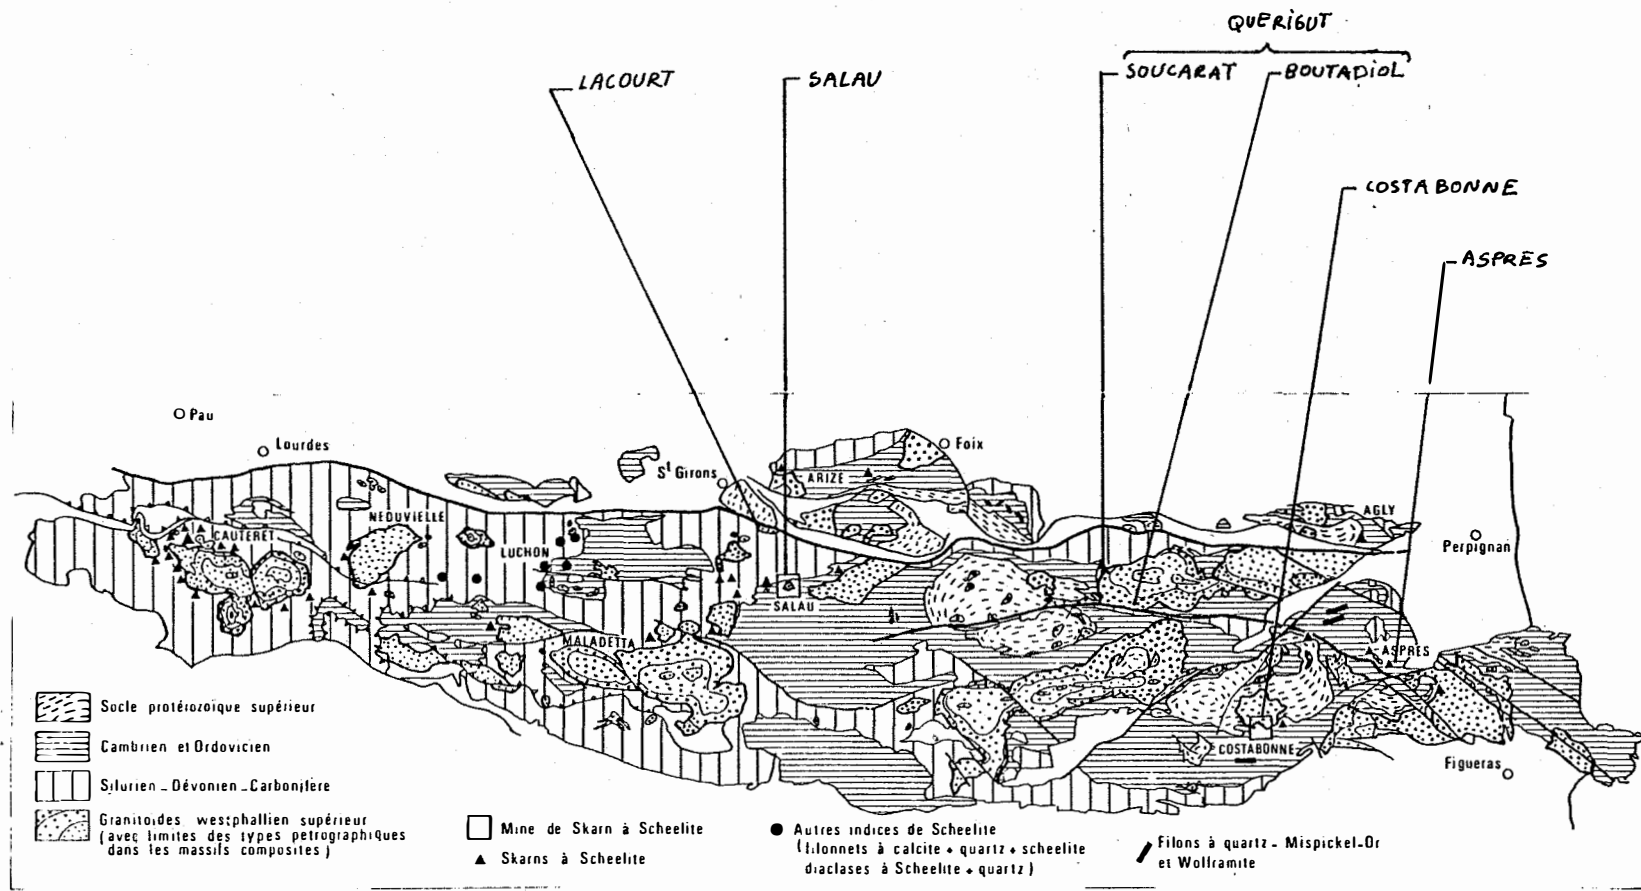 QUERIGUT
LACOURT
SALAU
SOUCARAT
BOUTADIOL
COSTABONNE
ASPRES
Pau
Lourdes
St Girons
Foix
ARIZE
NEOUVIELLE
CAUTERET
LUCHON
AGLY
Perpignan
SALAU
MALADETTA
ASPRES
COSTABONNE
Figueras
Socle protérozoïque supérieur
Cambrien et Ordovicien
Silurien - Dévonien - Carbonifère
Granitoïdes westphallien supérieur
(avec limites des types petrographiques
dans les massifs composites)
Mine de Skarn à Scheelite
Skarns à Scheelite
Autres indices de Scheelite
(filonnets à calcite + quartz + scheelite
diaclases à Scheelite + quartz)
Filons à quartz - Mispickel-Or
et Wolframite